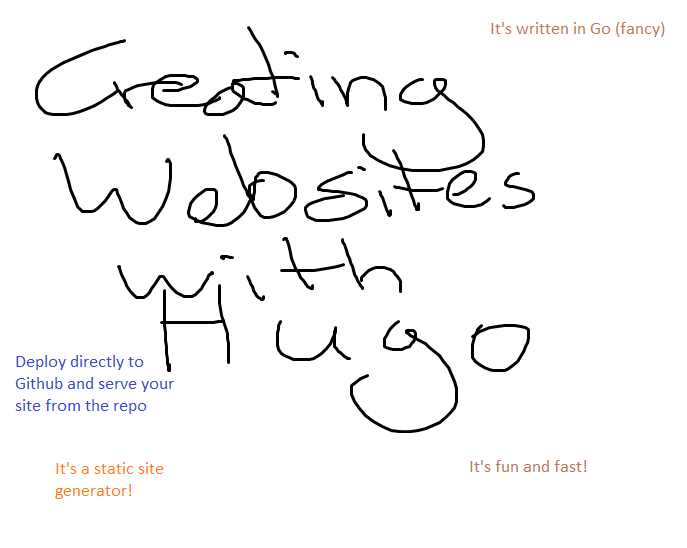 It's written in Go (fancy)
Creating
Websites
with
Hugo
Deploy directly to
Github and serve your
site from the repo
It's a static site
generator!
It's fun and fast!